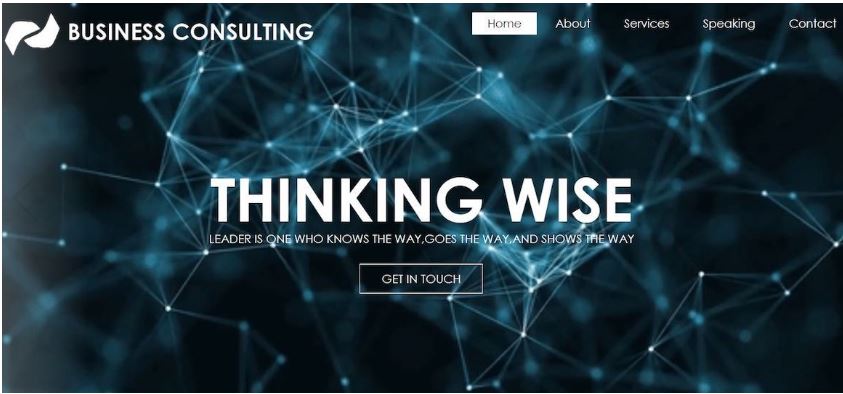 BUSINESS CONSULTING
Home About Services Speaking Contact
THINKING WISE
LEADER IS ONE WHO KNOWS THE WAY,GOES THE WAY,AND SHOWS THE WAY
GET IN TOUCH